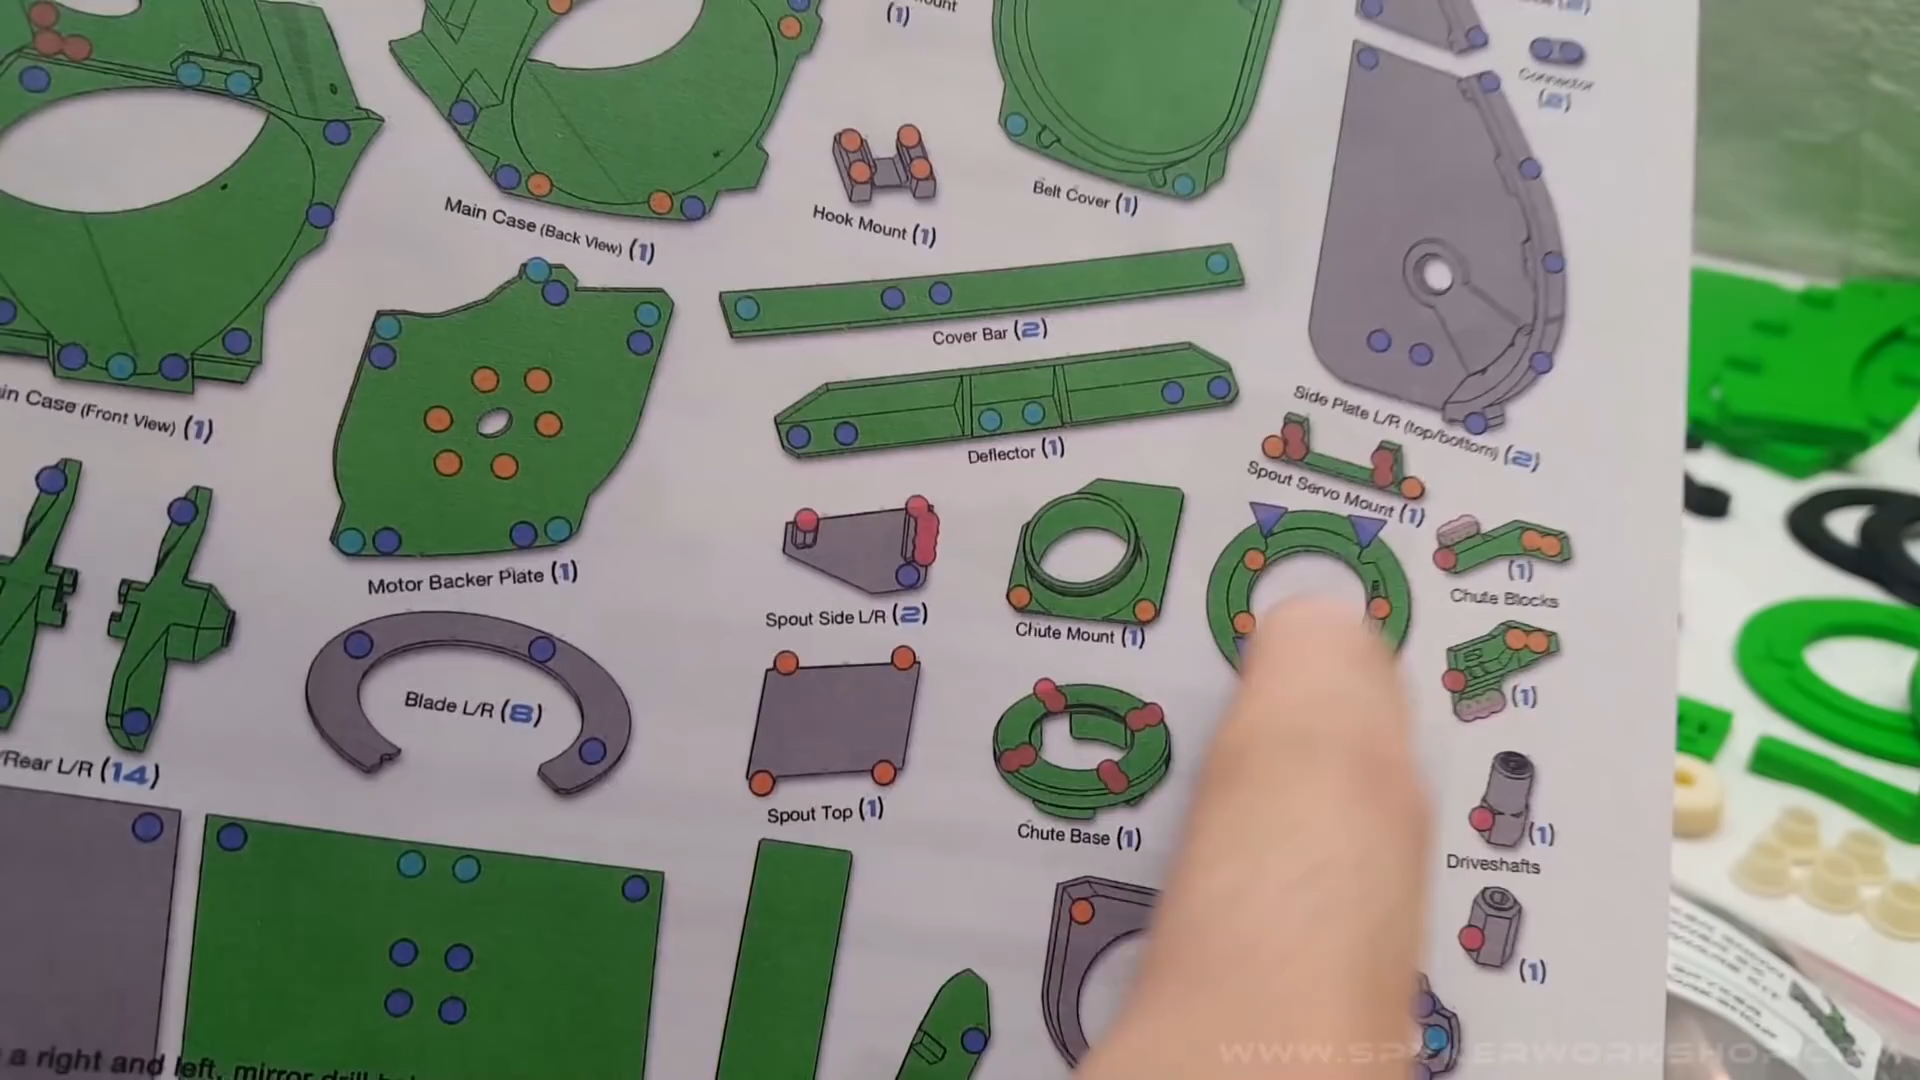 (1)
Connector
(2)
Main Case (Back View) (1)
Hook Mount (1)
Belt Cover (1)
Cover Bar (2)
Case (Front View) (1)
Deflector (1)
Side Plate L/R (top/bottom) (2)
Spout Servo Mount (1)
Motor Backer Plate (1)
Spout Side L/R (2)
Chute Mount (1)
(1)
Chute Blocks
(1)
Blade L/R (8)
/Rear L/R (14)
Spout Top (1)
Chute Base (1)
(1)
Driveshafts
(1)
a right and left, mirror drill